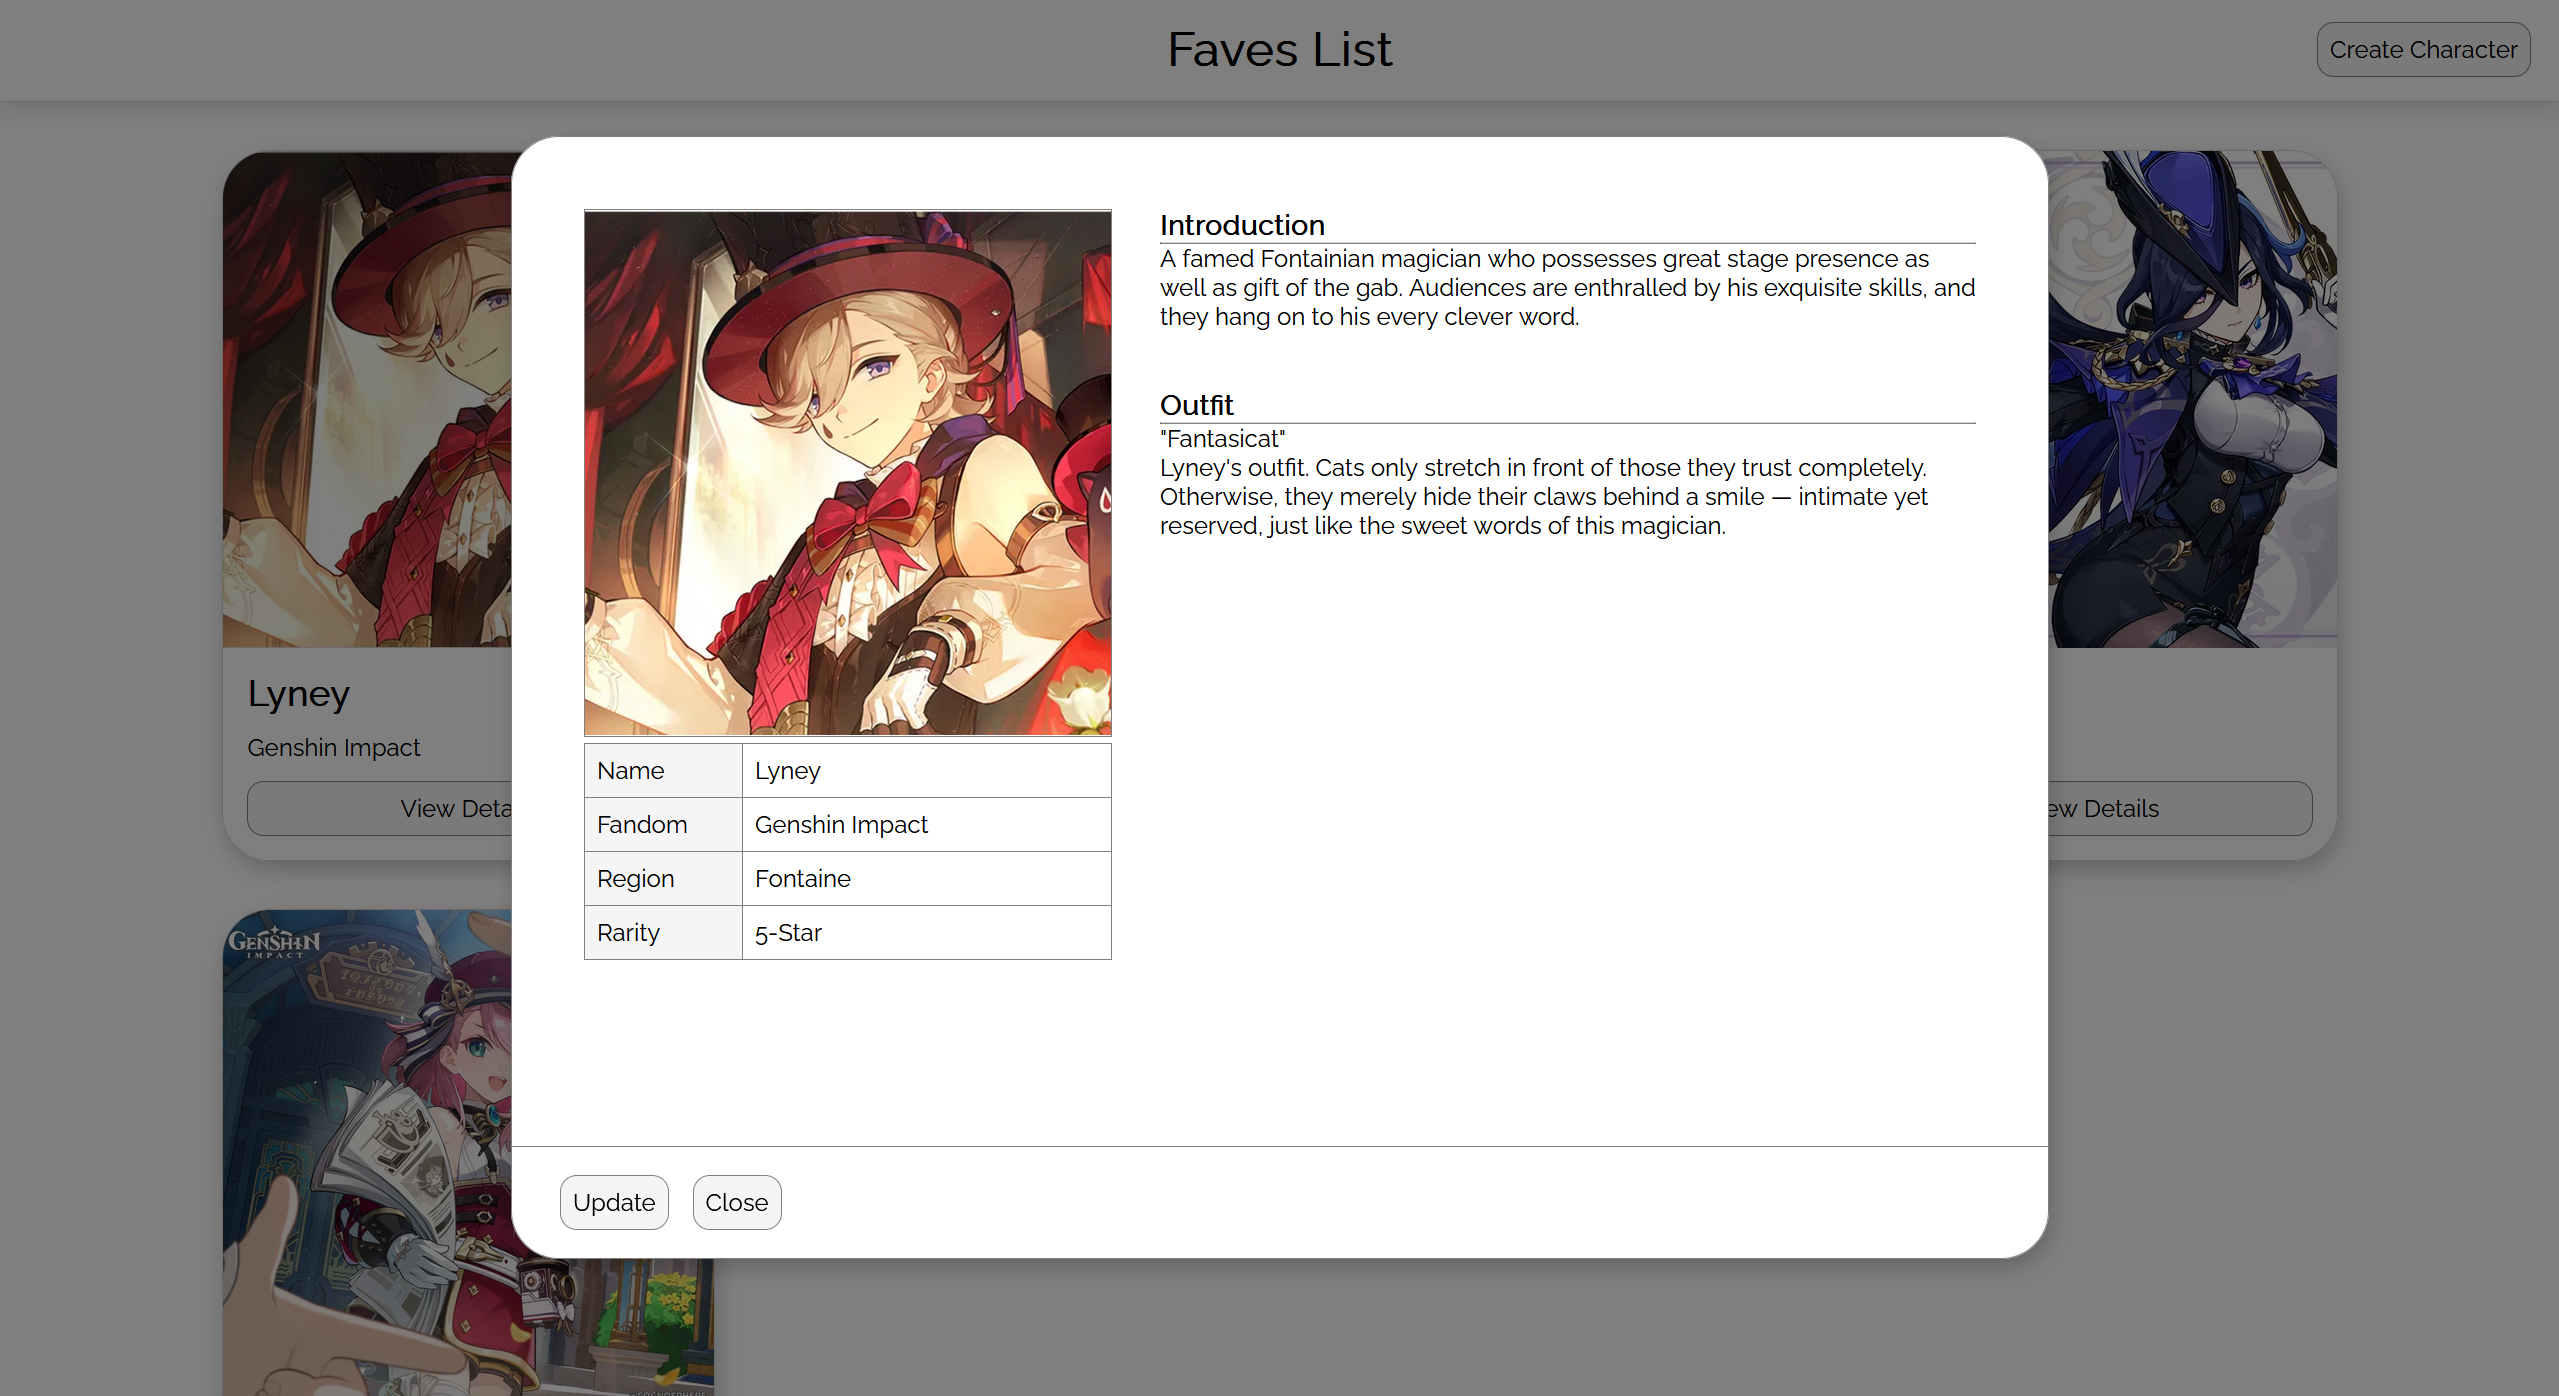 Faves List
Create Character
Introduction
A famed Fontainian magician who possesses great stage presence as
well as gift of the gab. Audiences are enthralled by his exquisite skills, and
they hang on to his every clever word.
Outfit
"Fantasicat"
Lyney's outfit. Cats only stretch in front of those they trust completely.
Otherwise, they merely hide their claws behind a smile — intimate yet
reserved, just like the sweet words of this magician.
Name Lyney
Fandom Genshin Impact
Region Fontaine
Rarity 5-Star
Update Close
Lyney
Genshin Impact
View Deta
ew Details
GENSHIN
IMPACT